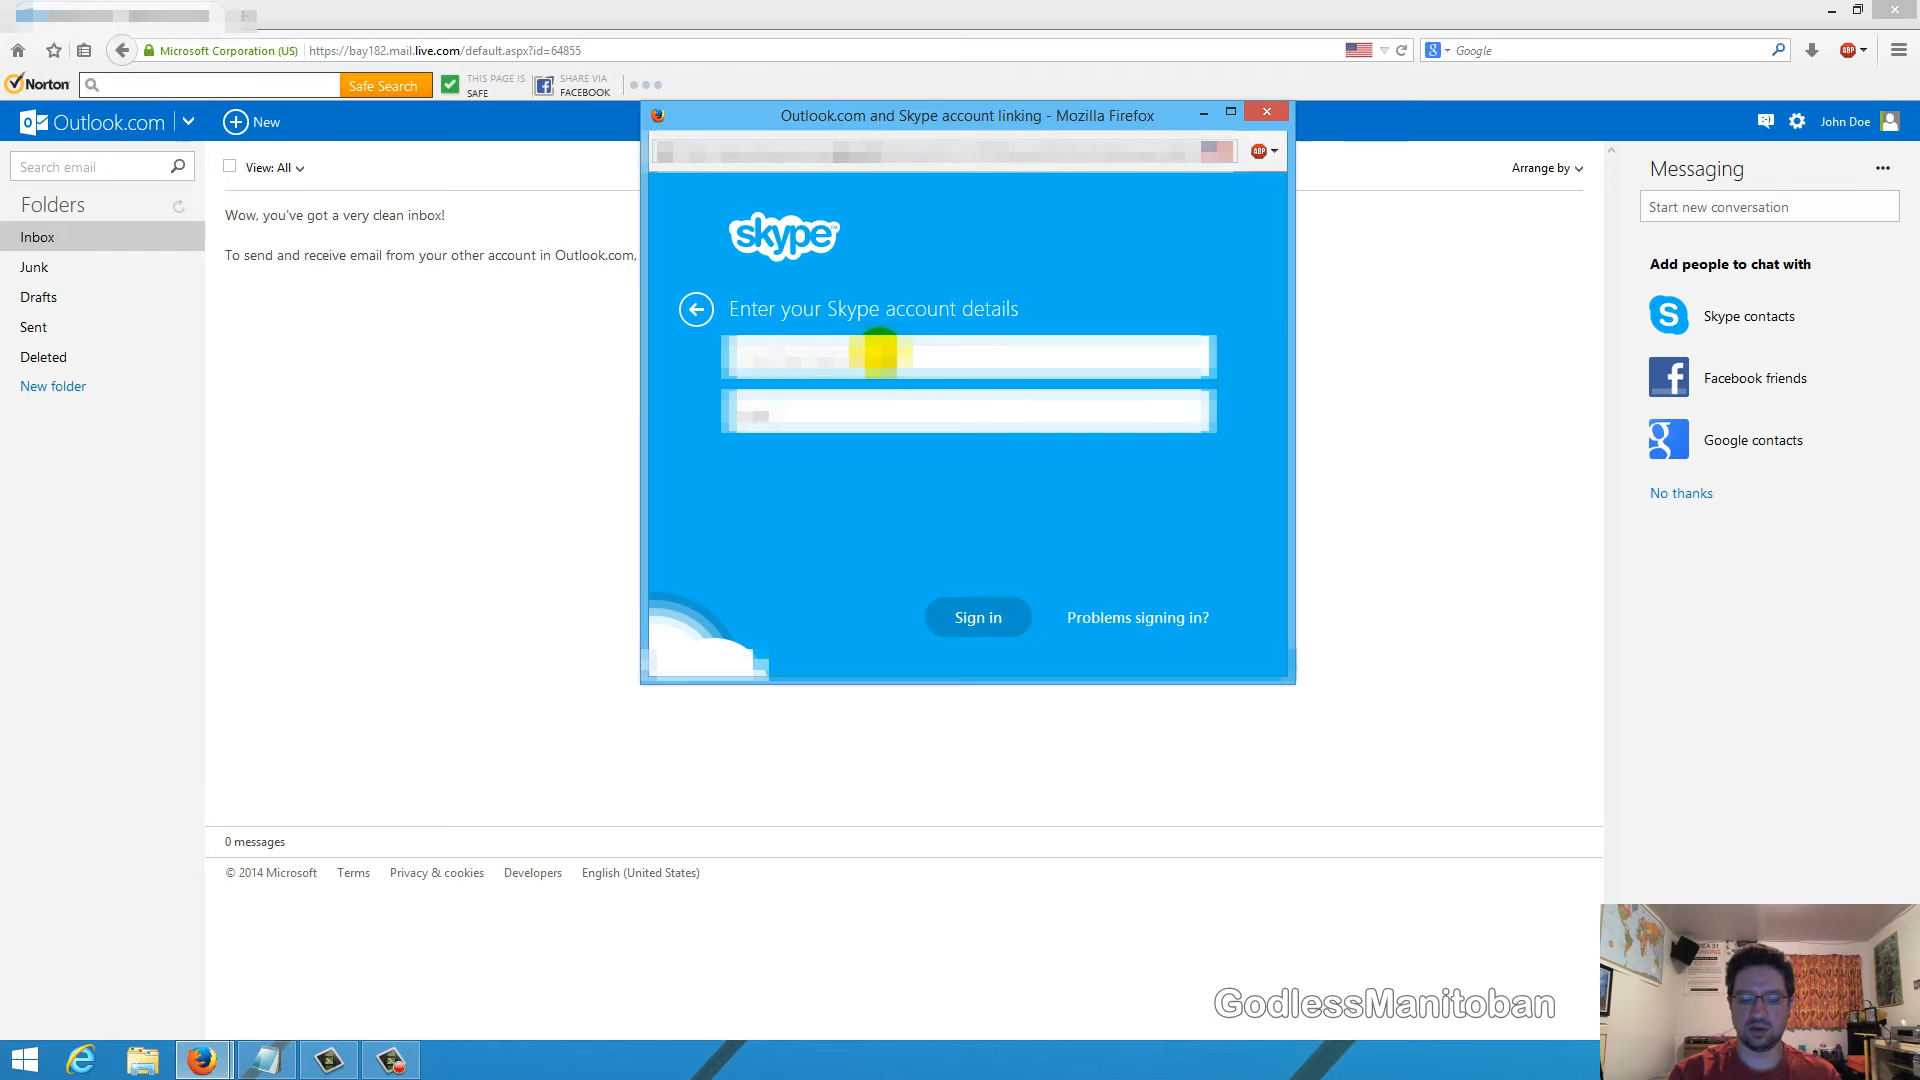 Microsoft Corporation (US)
https://bay182.mail.live.com/default.aspx?id=64855
Google
ABP
Norton
Safe Search
THIS PAGE IS
SAFE
SHARE VIA
FACEBOOK
Outlook.com
New
John Doe
Search email
Folders
Inbox
Junk
Drafts
Sent
Deleted
New folder
View: All
Arrange by
Wow, you've got a very clean inbox!
To send and receive email from your other account in Outlook.com,
Outlook.com and Skype account linking - Mozilla Firefox
ABP
skype™
Enter your Skype account details
Sign in
Problems signing in?
Messaging
Start new conversation
Add people to chat with
Skype contacts
Facebook friends
Google contacts
No thanks
0 messages
© 2014 Microsoft
Terms
Privacy & cookies
Developers
English (United States)
GodlessManitoban